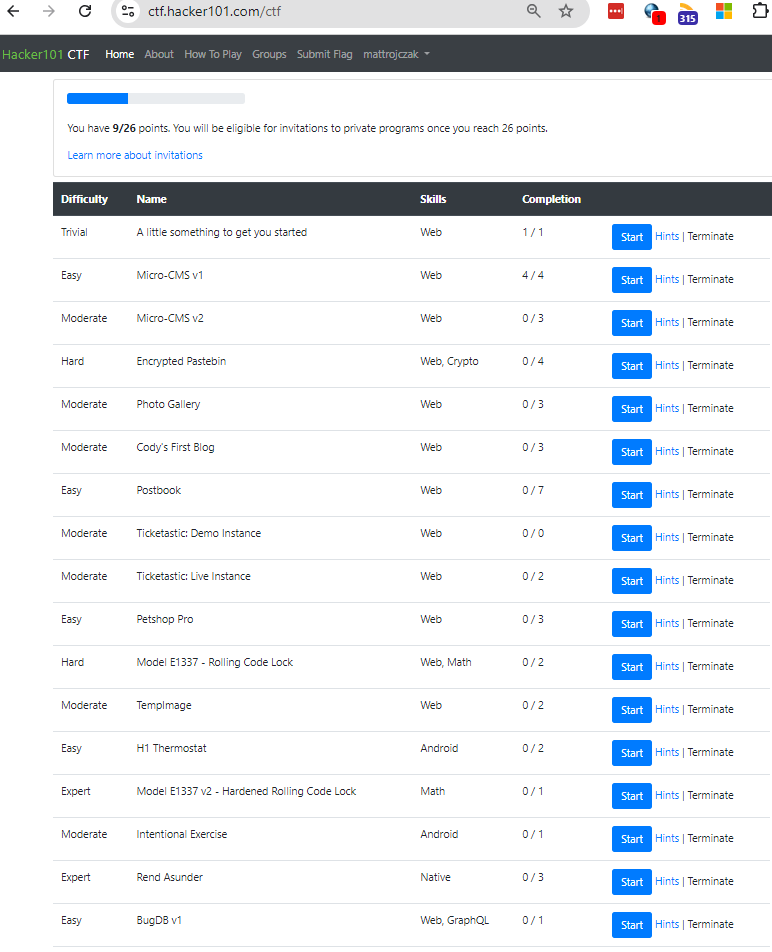 ctf.hacker101.com/ctf
1
315
Hacker101 CTF Home About How To Play Groups Submit Flag mattrojczak
You have 9/26 points. You will be eligible for invitations to private programs once you reach 26 points.
Learn more about invitations
Difficulty Name Skills Completion
Trivial A little something to get you started Web 1 / 1 Start Hints | Terminate
Easy Micro-CMS v1 Web 4 / 4 Start Hints | Terminate
Moderate Micro-CMS v2 Web 0 / 3 Start Hints | Terminate
Hard Encrypted Pastebin Web, Crypto 0 / 4 Start Hints | Terminate
Moderate Photo Gallery Web 0 / 3 Start Hints | Terminate
Moderate Cody's First Blog Web 0 / 3 Start Hints | Terminate
Easy Postbook Web 0 / 7 Start Hints | Terminate
Moderate Ticketastic: Demo Instance Web 0 / 0 Start Hints | Terminate
Moderate Ticketastic: Live Instance Web 0 / 2 Start Hints | Terminate
Easy Petshop Pro Web 0 / 3 Start Hints | Terminate
Hard Model E1337 - Rolling Code Lock Web, Math 0 / 2 Start Hints | Terminate
Moderate TempImage Web 0 / 2 Start Hints | Terminate
Easy H1 Thermostat Android 0 / 2 Start Hints | Terminate
Expert Model E1337 v2 - Hardened Rolling Code Lock Math 0 / 1 Start Hints | Terminate
Moderate Intentional Exercise Android 0 / 1 Start Hints | Terminate
Expert Rend Asunder Native 0 / 3 Start Hints | Terminate
Easy BugDB v1 Web, GraphQL 0 / 1 Start Hints | Terminate